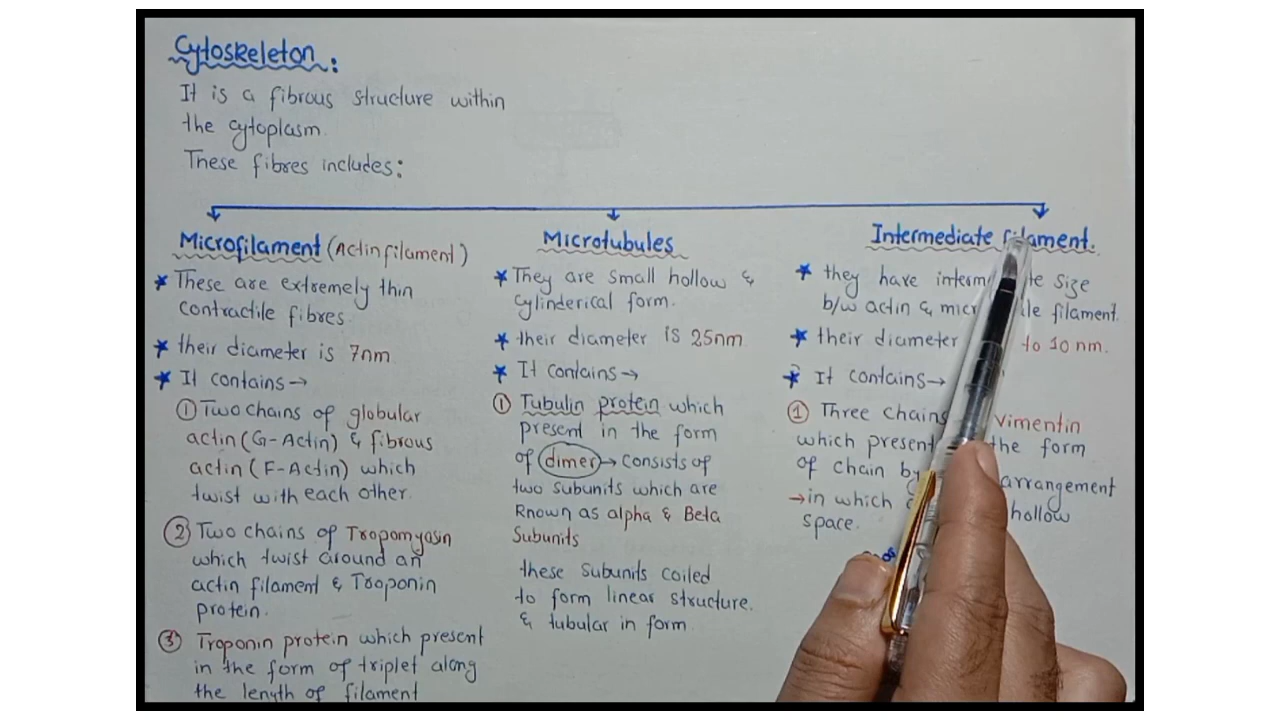 Cytoskeleton:
It is a fibrous structure within
the cytoplasm.
These fibres includes:
Microfilament (Actin filament)
* These are extremely thin
contractile fibres.
* their diameter is 7nm
* It contains →
① Two chains of globular
actin (G-Actin) & fibrous
actin (F-Actin) which
twist with each other.
② Two chains of Tropomyosin
which twist around an
actin filament & Troponin
protein.
③ Troponin protein which present
in the form of triplet along
the length of filament
Microtubules
* They are small hollow &
cylinderical form.
* their diameter is 25nm
* It contains →
① Tubulin protein which
present in the form
of dimer → consists of
two subunits which are
Known as alpha & Beta
Subunits
these subunits coiled
to form linear structure.
& tubular in form
Intermediate filament.
* they have size
b/w actin & filament.
* their diameter to 10 nm.
* It contains →
① Three chains vimentin
which present the form
of chain by arrangement
→ in which hollow
space.